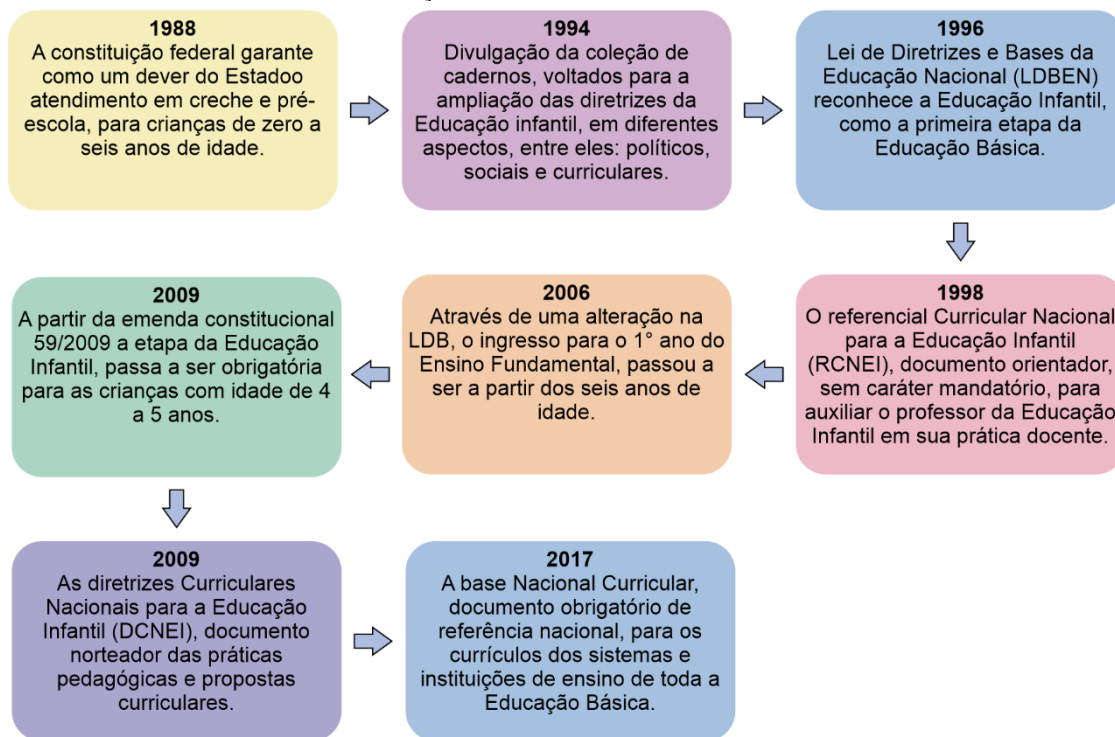 1988
A constituição federal garante
como um dever do Estadoo
atendimento em creche e pré-
escola, para crianças de zero a
seis anos de idade.
1994
Divulgação da coleção de
cadernos, voltados para a
ampliação das diretrizes da
Educação infantil, em diferentes
aspectos, entre eles: políticos,
sociais e curriculares.
1996
Lei de Diretrizes e Bases da
Educação Nacional (LDBEN)
reconhece a Educação Infantil,
como a primeira etapa da
Educação Básica.
1998
O referencial Curricular Nacional
para a Educação Infantil
(RCNEI), documento orientador,
sem caráter mandatório, para
auxiliar o professor da Educação
Infantil em sua prática docente.
2006
Através de uma alteração na
LDB, o ingresso para o 1° ano do
Ensino Fundamental, passou a
ser a partir dos seis anos de
idade.
2009
A partir da emenda constitucional
59/2009 a etapa da Educação
Infantil, passa a ser obrigatória
para as crianças com idade de 4
a 5 anos.
2009
As diretrizes Curriculares
Nacionais para a Educação
Infantil (DCNEI), documento
norteador das práticas
pedagógicas e propostas
curriculares.
2017
A base Nacional Curricular,
documento obrigatório de
referência nacional, para os
currículos dos sistemas e
instituições de ensino de toda a
Educação Básica.